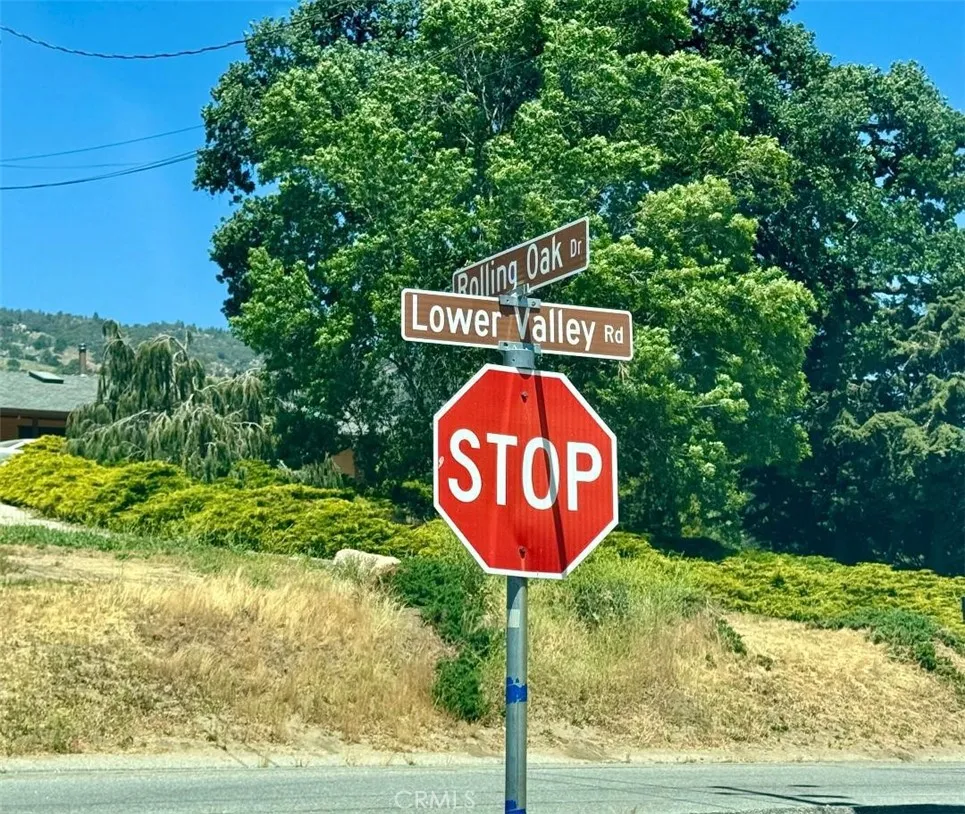 Rolling Oak Dr
Lower Valley Rd
STOP
CRMLS